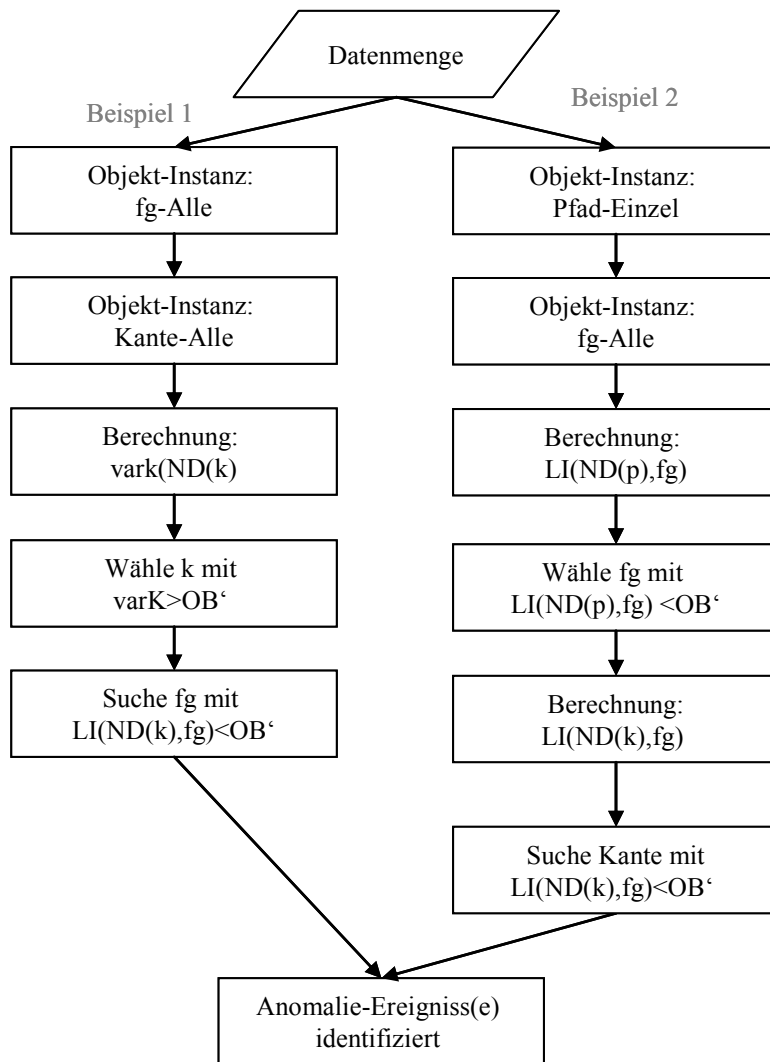 Datenmenge
Beispiel 1
Beispiel 2
Objekt-Instanz:
fg-Alle
Objekt-Instanz:
Kante-Alle
Berechnung:
vark(ND(k)
Wähle k mit
varK>OB‘
Suche fg mit
LI(ND(k),fg)<OB‘
Objekt-Instanz:
Pfad-Einzel
Objekt-Instanz:
fg-Alle
Berechnung:
LI(ND(p),fg)
Wähle fg mit
LI(ND(p),fg) <OB‘
Berechnung:
LI(ND(k),fg)
Suche Kante mit
LI(ND(k),fg)<OB‘
Anomalie-Ereigniss(e)
identifiziert